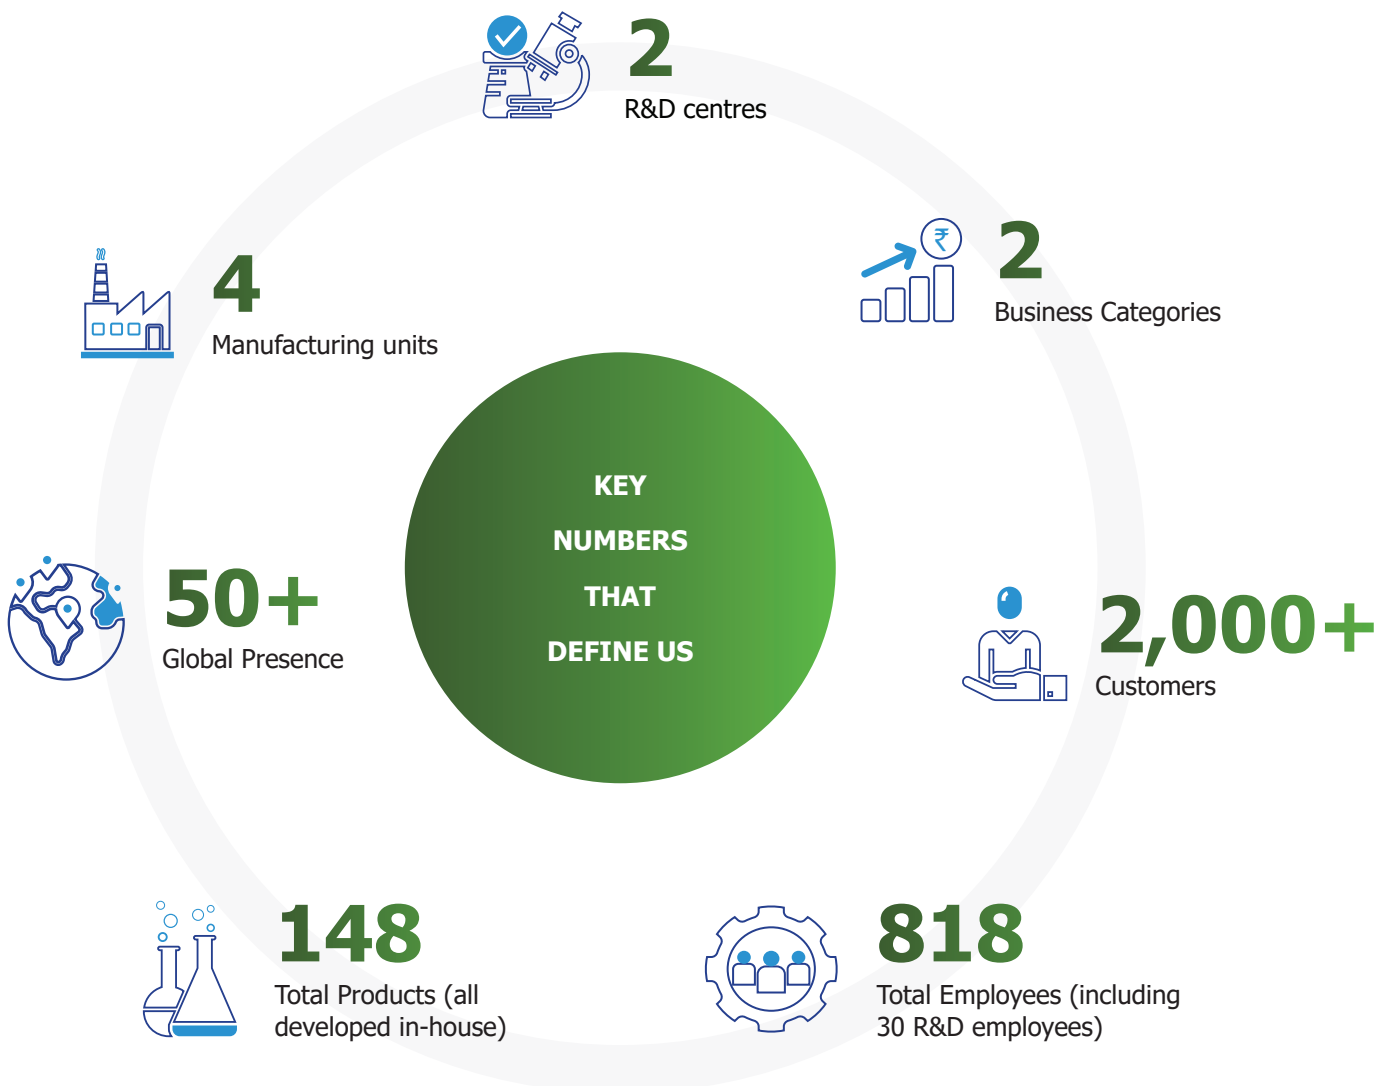 2
R&D centres
2
₹
Business Categories
4
Manufacturing units
KEY
NUMBERS
THAT
DEFINE US
50+
Global Presence
2,000+
Customers
148
Total Products (all
developed in-house)
818
Total Employees (including
30 R&D employees)